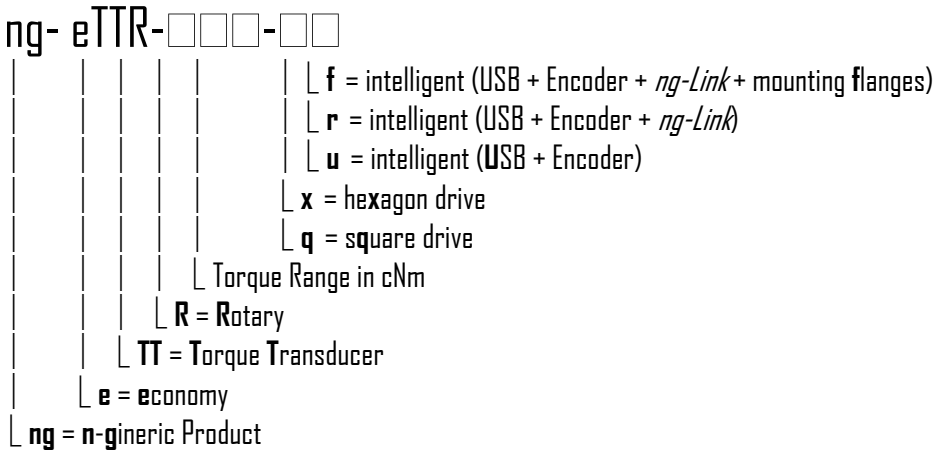 ng- eTTR-□□□-□□
f = intelligent (USB + Encoder + ng-Link + mounting flanges)
r = intelligent (USB + Encoder + ng-Link)
u = intelligent (USB + Encoder)
x = hexagon drive
q = square drive
Torque Range in cNm
R = Rotary
TT = Torque Transducer
e = economy
ng = n-gineric Product